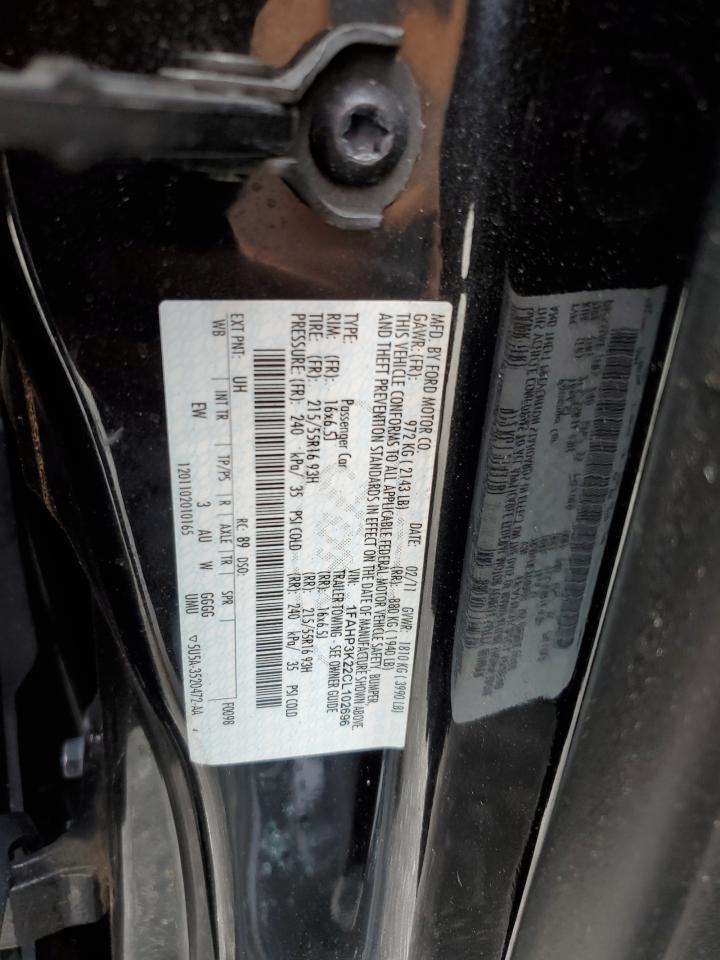 MFD. BY FORD MOTOR CO.
DATE: 02/11 GVWR: 1810 KG ( 3990 LB)
GAWR: (FR): 972 KG ( 2143 LB) (RR): 880 KG ( 1940 LB)
THIS VEHICLE CONFORMS TO ALL APPLICABLE FEDERAL MOTOR VEHICLE SAFETY, BUMPER,
AND THEFT PREVENTION STANDARDS IN EFFECT ON THE DATE OF MANUFACTURE SHOWN ABOVE.
VIN: 1FAHP3K22CL102696
TYPE: Passenger Car TRAILER TOWING - SEE OWNER GUIDE
RIM: (FR): 16x6.5J (RR): 16x6.5J
TIRE: (FR): 215/55R16 93H (RR): 215/55R16 93H
PRESSURE (FR): 240 kPa/ 35 PSI COLD (RR): 240 kPa/ 35 PSI COLD
EXT PNT: UH RC: 89 DSO: F0098
WB INT TR TP/PS R AXLE TR SPR
EW 3 AU W GGGG
1201102010165 UMU ▽5U5A-3520472-AA